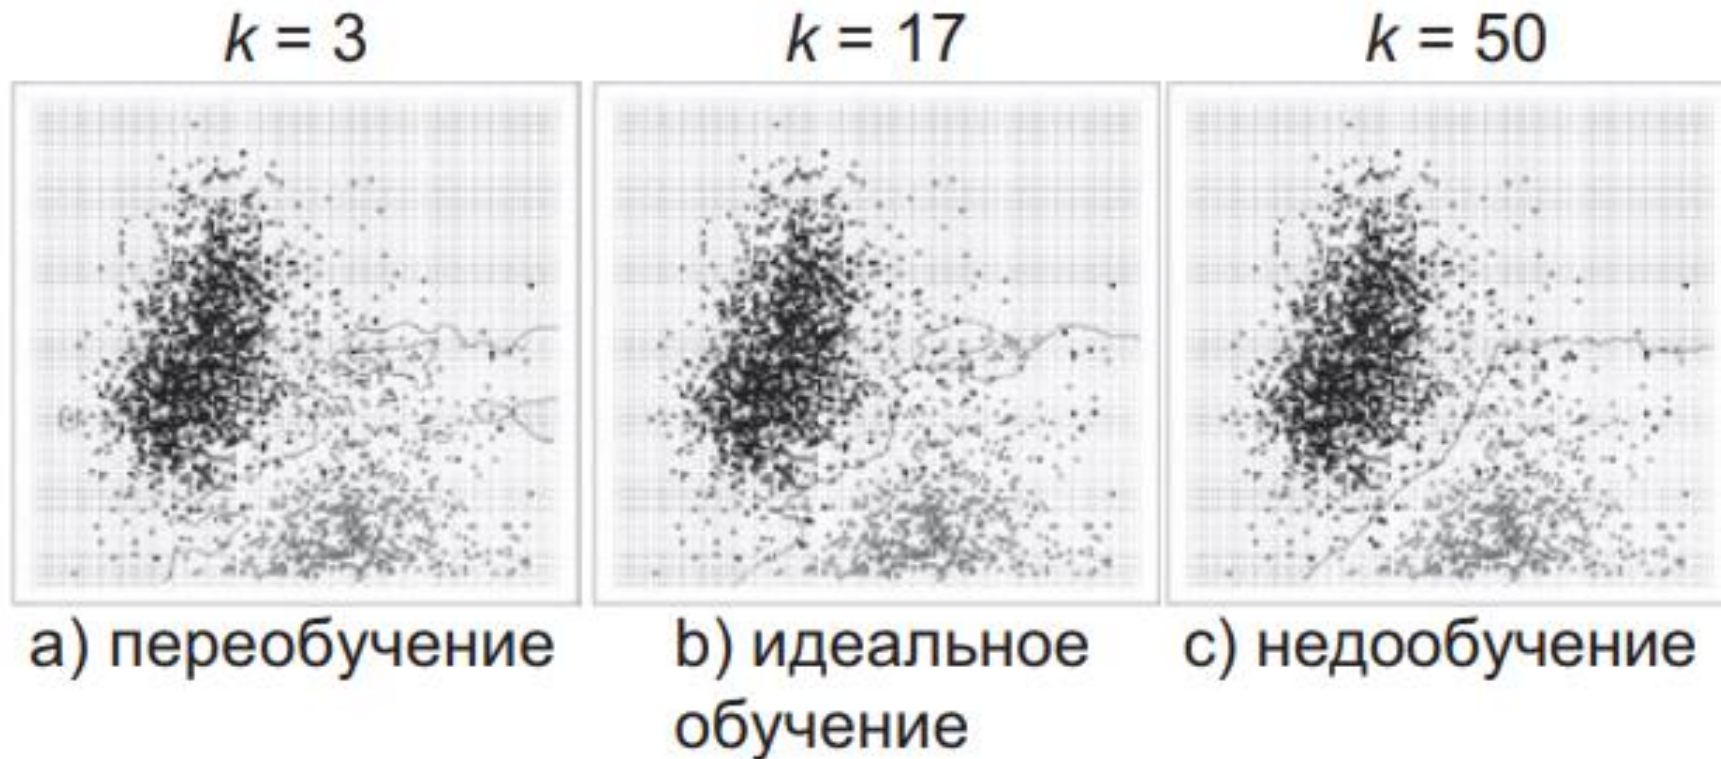 k = 3
k = 17
k = 50
a) переобучение
b) идеальное
обучение
c) недообучение